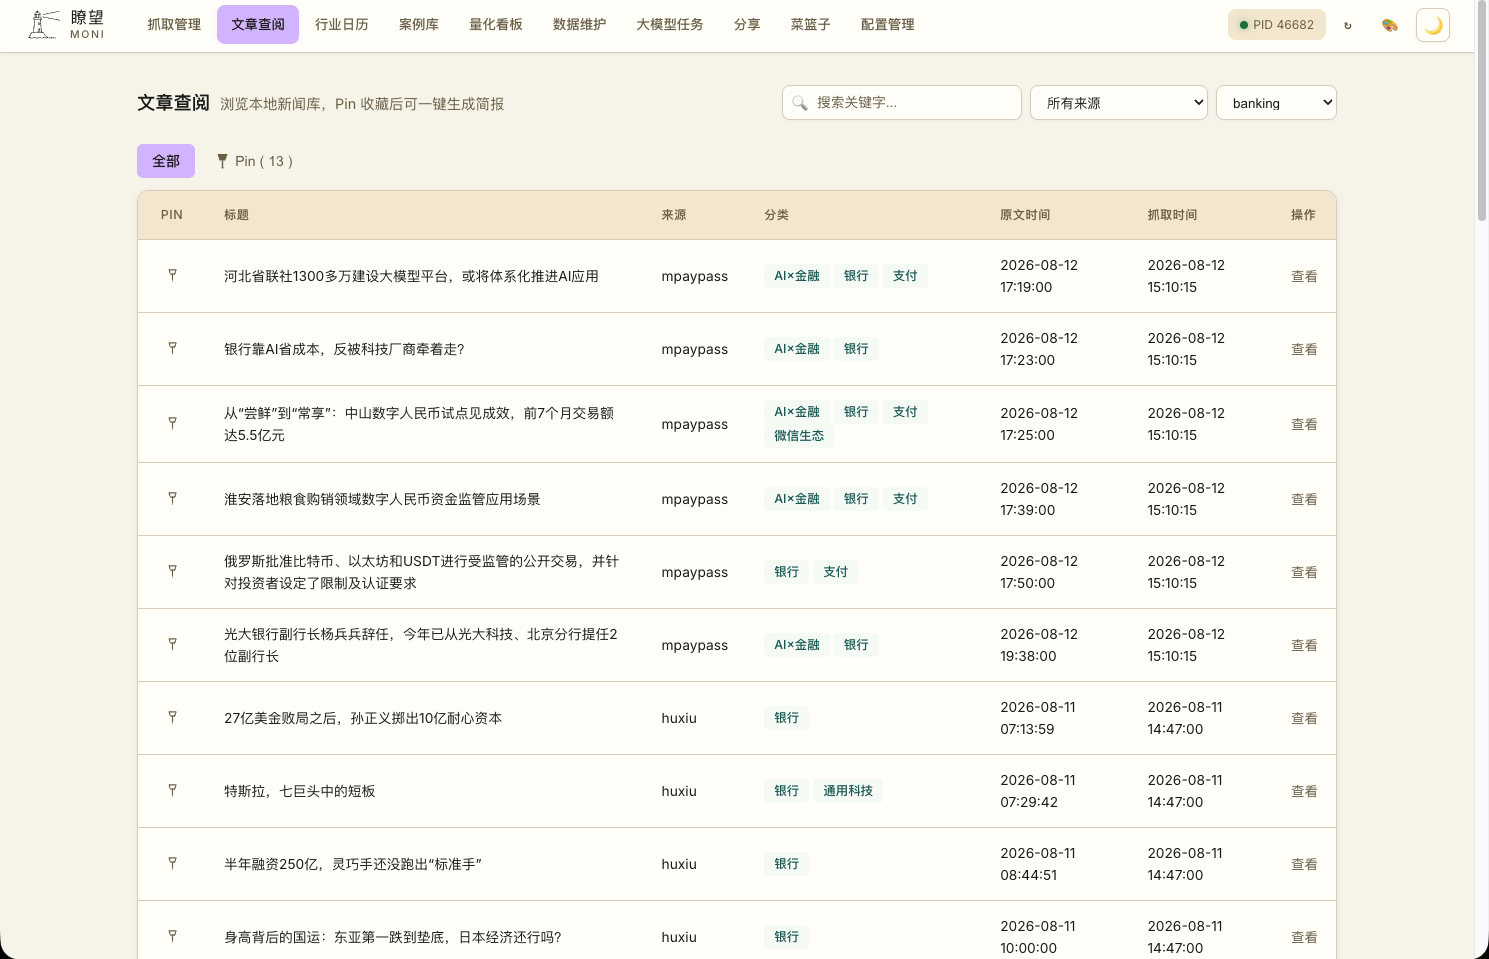 瞭望
MONI
抓取管理 文章查阅 行业日历 案例库 量化看板 数据维护 大模型任务 分享 菜篮子 配置管理
PID 46682
文章查阅 浏览本地新闻库，Pin 收藏后可一键生成简报
搜索关键字...
所有来源
banking
全部
Pin ( 13 )
PIN 标题 来源 分类 原文时间 抓取时间 操作
河北省联社1300多万建设大模型平台，或将体系化推进AI应用 mpaypass AI×金融 银行 支付 2026-08-12 17:19:00 2026-08-12 15:10:15 查看
银行靠AI省成本，反被科技厂商牵着走? mpaypass AI×金融 银行 2026-08-12 17:23:00 2026-08-12 15:10:15 查看
从“尝鲜”到“常享”：中山数字人民币试点见成效，前7个月交易额
达5.5亿元 mpaypass AI×金融 银行 支付
微信生态 2026-08-12 17:25:00 2026-08-12 15:10:15 查看
淮安落地粮食购销领域数字人民币资金监管应用场景 mpaypass AI×金融 银行 支付 2026-08-12 17:39:00 2026-08-12 15:10:15 查看
俄罗斯批准比特币、以太坊和USDT进行受监管的公开交易，并针
对投资者设定了限制及认证要求 mpaypass 银行 支付 2026-08-12 17:50:00 2026-08-12 15:10:15 查看
光大银行副行长杨兵兵辞任，今年已从光大科技、北京分行提任2
位副行长 mpaypass AI×金融 银行 2026-08-12 19:38:00 2026-08-12 15:10:15 查看
27亿美金败局之后，孙正义掷出10亿耐心资本 huxiu 银行 2026-08-11 07:13:59 2026-08-11 14:47:00 查看
特斯拉，七巨头中的短板 huxiu 银行 通用科技 2026-08-11 07:29:42 2026-08-11 14:47:00 查看
半年融资250亿，灵巧手还没跑出“标准手” huxiu 银行 2026-08-11 08:44:51 2026-08-11 14:47:00 查看
身高背后的国运：东亚第一跌到垫底，日本经济还行吗? huxiu 银行 2026-08-11 10:00:00 2026-08-11 14:47:00 查看